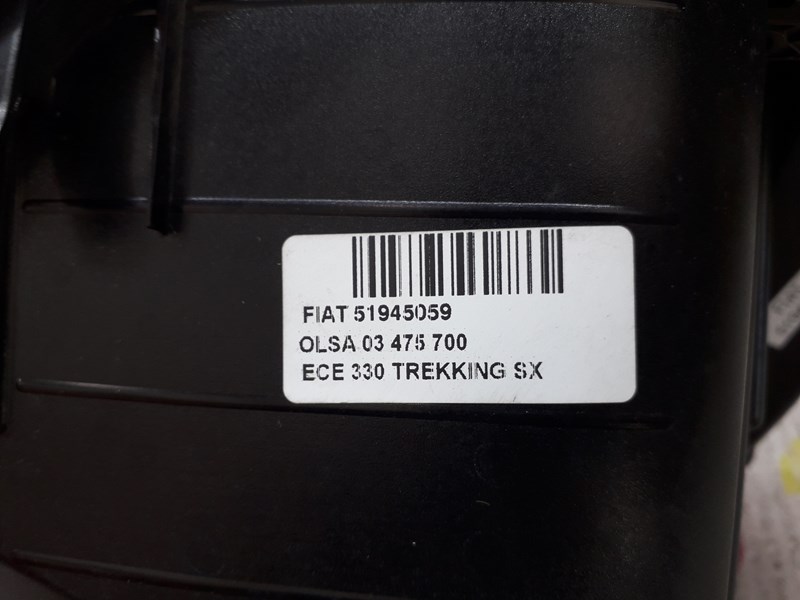 FIAT 51945059
OLSA 03 475 700
ECE 330 TREKKING SX